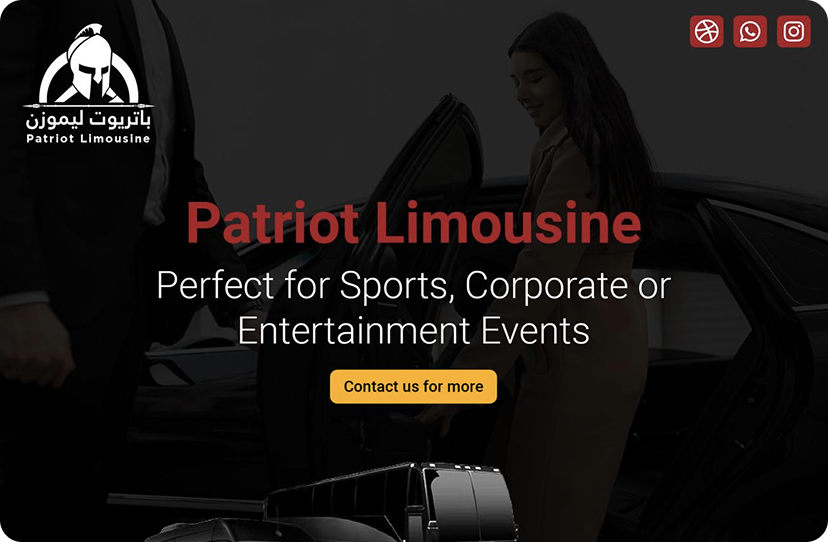 باتريوت ليموزن
Patriot Limousine
Patriot Limousine
Perfect for Sports, Corporate or
Entertainment Events
Contact us for more